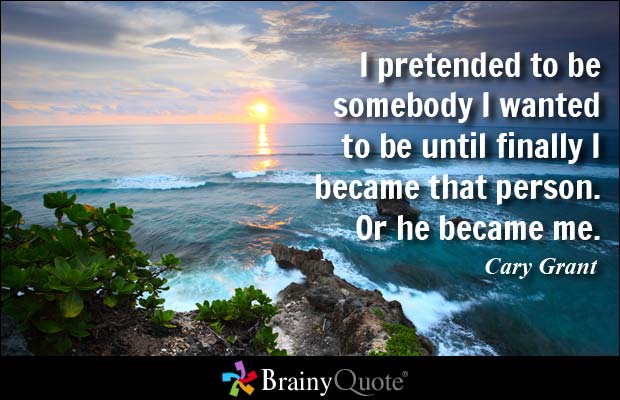 I pretended to be
somebody I wanted
to be until finally I
became that person.
Or he became me.
Cary Grant
BrainyQuote®